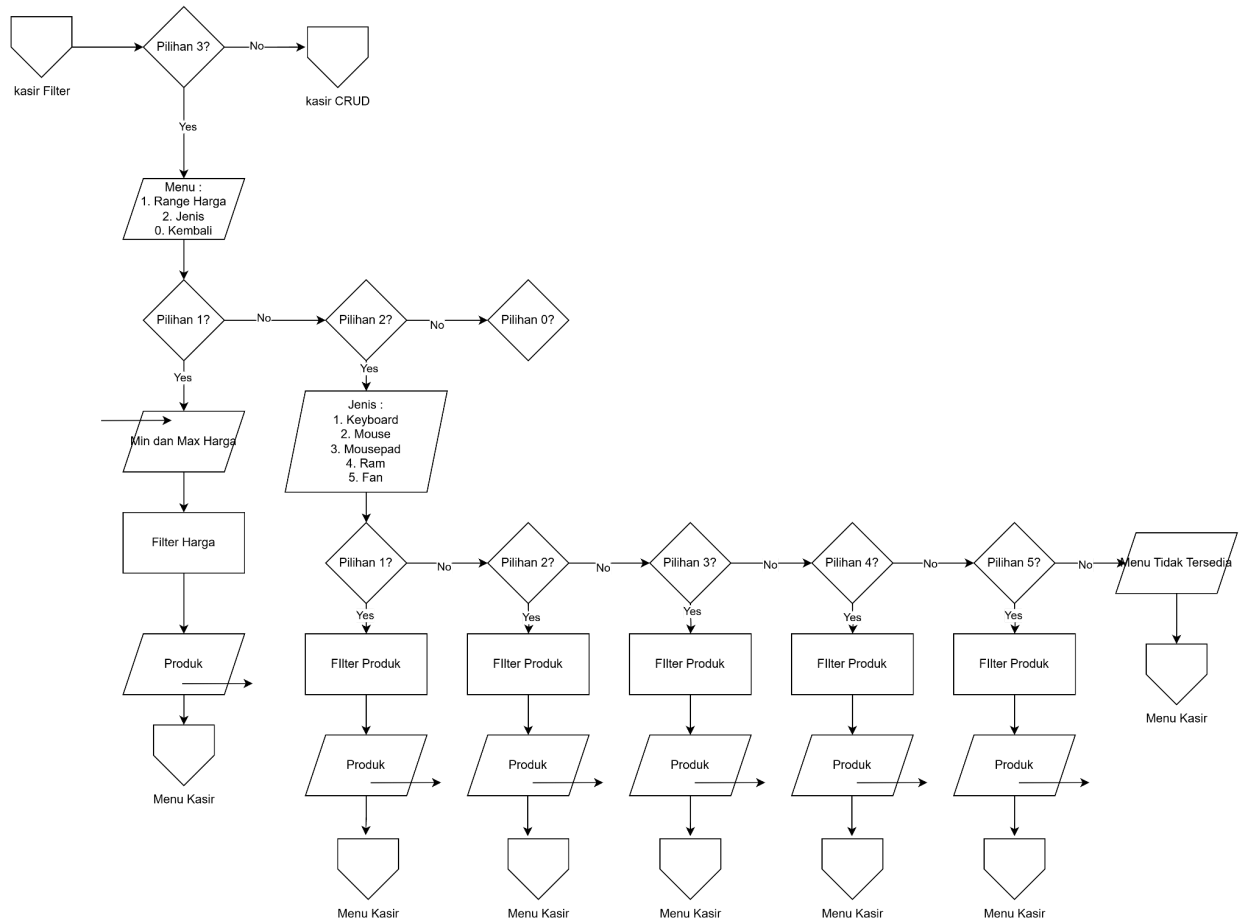 Pilihan 3?
No
kasir Filter
kasir CRUD
Yes
Menu :
1. Range Harga
2. Jenis
0. Kembali
Pilihan 1?
No
Pilihan 2?
No
Pilihan 0?
Yes
Yes
Min dan Max Harga
Jenis :
1. Keyboard
2. Mouse
3. Mousepad
4. Ram
5. Fan
Filter Harga
Pilihan 1?
No
Pilihan 2?
No
Pilihan 3?
No
Pilihan 4?
No
Pilihan 5?
No
Menu Tidak Tersedia
Yes
Yes
Yes
Yes
Yes
Produk
FIlter Produk
FIlter Produk
FIlter Produk
FIlter Produk
FIlter Produk
Menu Kasir
Produk
Produk
Produk
Produk
Produk
Menu Kasir
Menu Kasir
Menu Kasir
Menu Kasir
Menu Kasir
Menu Kasir